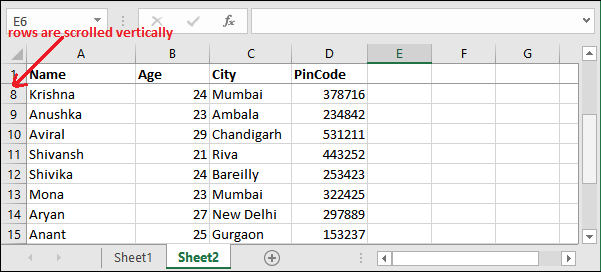 E6
fx
rows are scrolled vertically
A B C D E F G
1 Name Age City PinCode
8 Krishna 24 Mumbai 378716
9 Anushka 23 Ambala 234842
10 Aviral 29 Chandigarh 531211
11 Shivansh 21 Riva 443252
12 Shivika 24 Bareilly 253423
13 Mona 23 Mumbai 322425
14 Aryan 27 New Delhi 297889
15 Anant 25 Gurgaon 153237
Sheet1 Sheet2